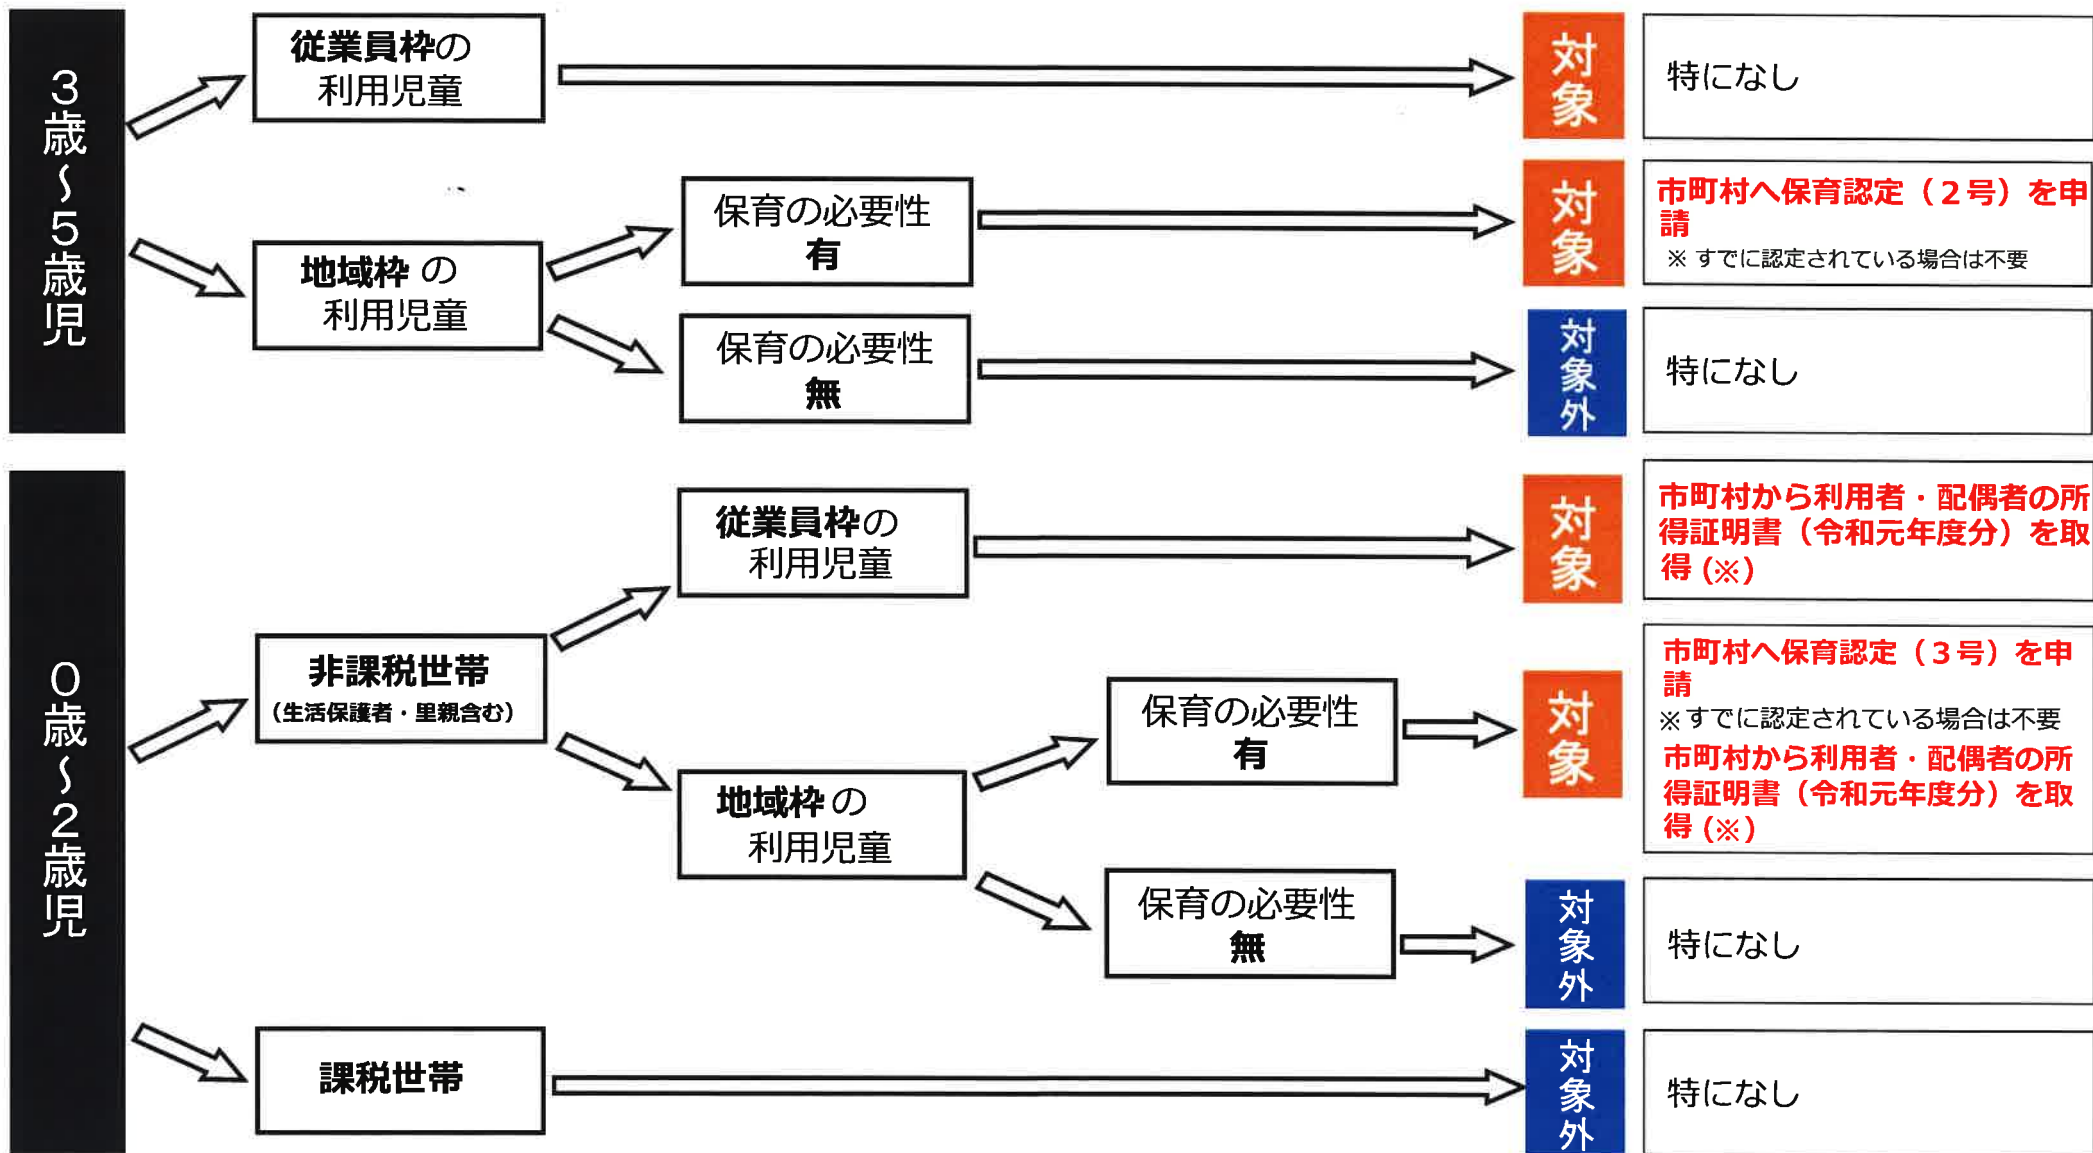 3歳~5歳児
従業員枠の
利用児童
対象
特になし
地域枠 の
利用児童
保育の必要性
有
対象
市町村へ保育認定（２号）を申
請
※ すでに認定されている場合は不要
保育の必要性
無
対象外
特になし
0歳~2歳児
非課税世帯
（生活保護者・里親含む）
従業員枠の
利用児童
対象
市町村から利用者・配偶者の所
得証明書（令和元年度分）を取
得 (※)
地域枠 の
利用児童
保育の必要性
有
対象
市町村へ保育認定（３号）を申
請
※ すでに認定されている場合は不要
市町村から利用者・配偶者の所
得証明書（令和元年度分）を取
得 (※)
保育の必要性
無
対象外
特になし
課税世帯
対象外
特になし